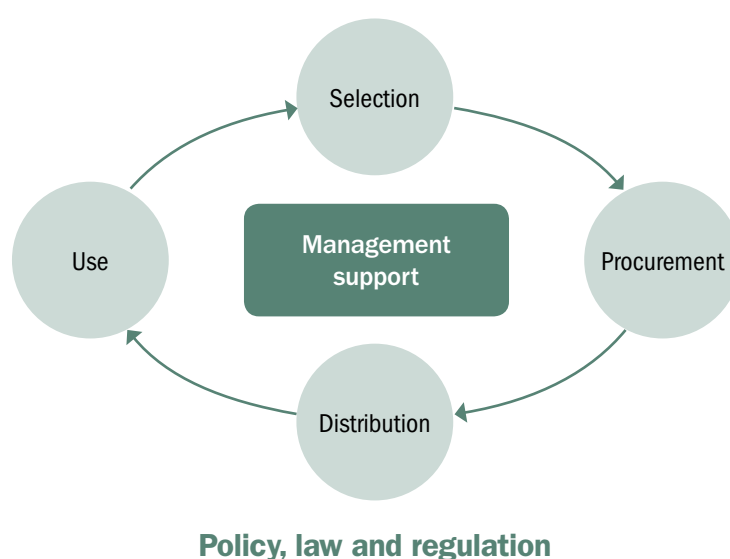 Selection
Use
Management
support
Procurement
Distribution
Policy, law and regulation